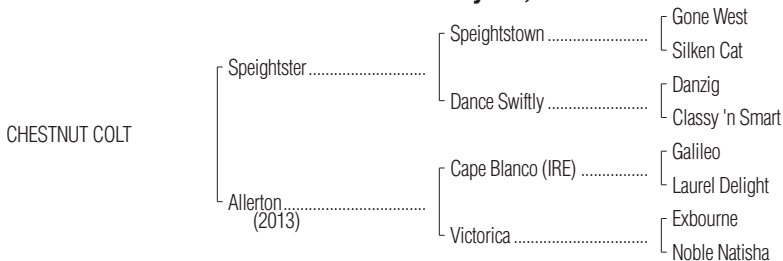 Gone West
Speightstown
Silken Cat
Speightster
Danzig
Dance Swiftly
Classy 'n Smart
CHESTNUT COLT
Galileo
Cape Blanco (IRE)
Laurel Delight
Allerton
(2013)
Exbourne
Victorica
Noble Natisha